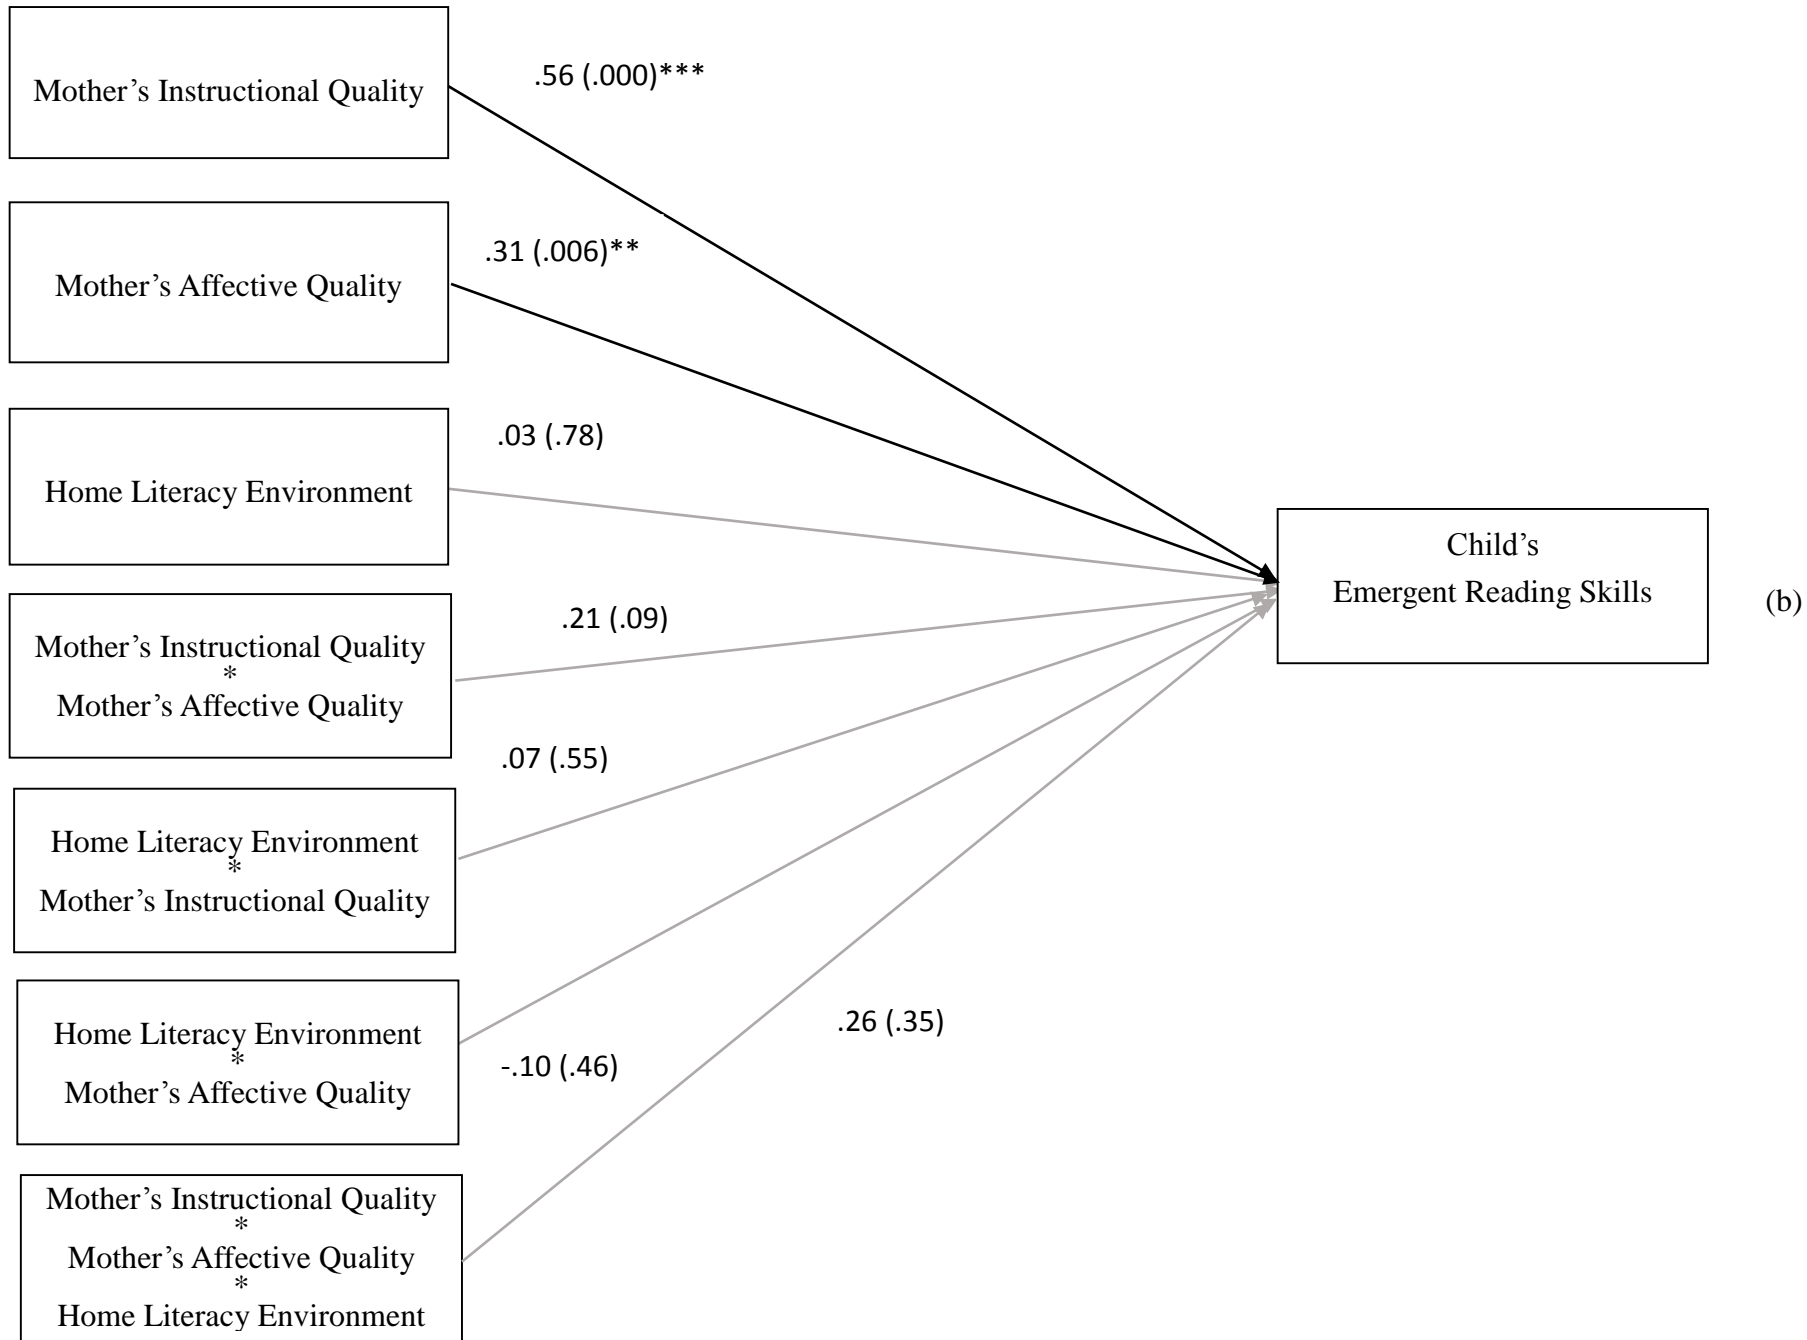 Mother’s Instructional Quality
.56 (.000)***
Mother’s Affective Quality
.31 (.006)**
Home Literacy Environment
.03 (.78)
Mother’s Instructional Quality
*
Mother’s Affective Quality
.21 (.09)
Home Literacy Environment
*
Mother’s Instructional Quality
.07 (.55)
Home Literacy Environment
*
Mother’s Affective Quality
-.10 (.46)
Mother’s Instructional Quality
*
Mother’s Affective Quality
*
Home Literacy Environment
.26 (.35)
Child’s
Emergent Reading Skills
(b)